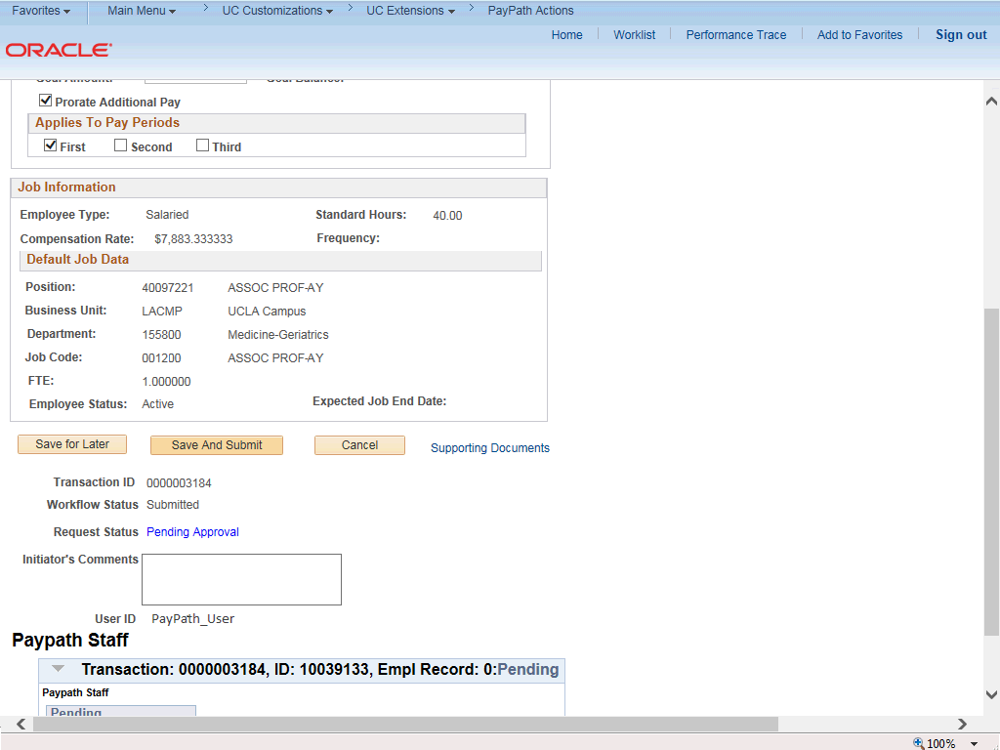 Favorites Main Menu UC Customizations UC Extensions PayPath Actions
Home Worklist Performance Trace Add to Favorites Sign out
ORACLE
Prorate Additional Pay
Applies To Pay Periods
First Second Third
Job Information
Employee Type: Salaried Standard Hours: 40.00
Compensation Rate: $7,883.333333 Frequency:
Default Job Data
Position: 40097221 ASSOC PROF-AY
Business Unit: LACMP UCLA Campus
Department: 155800 Medicine-Geriatrics
Job Code: 001200 ASSOC PROF-AY
FTE: 1.000000
Employee Status: Active Expected Job End Date:
Save for Later Save And Submit Cancel Supporting Documents
Transaction ID 0000003184
Workflow Status Submitted
Request Status Pending Approval
Initiator's Comments
User ID PayPath_User
Paypath Staff
Transaction: 0000003184, ID: 10039133, Empl Record: 0:Pending
Paypath Staff
Pending
100%